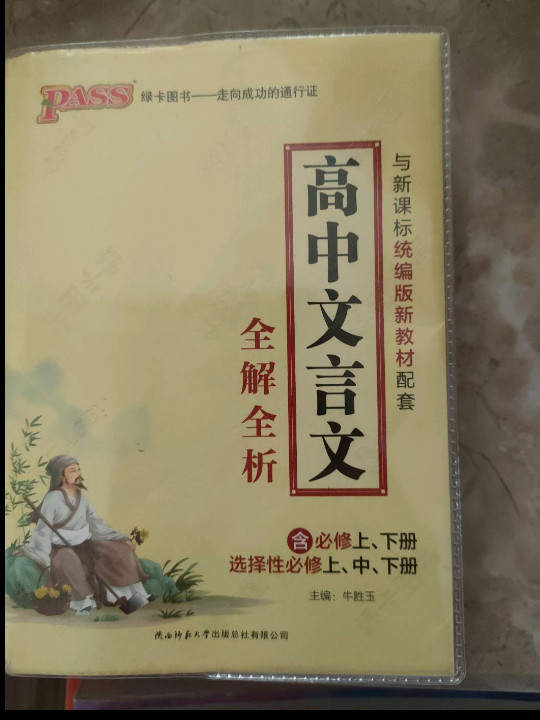 PASS 绿卡图书——走向成功的通行证
与新课标统编版新教材配套
高中文言文
全解全析
含必修上、下册
选择性必修上、中、下册
主编：牛胜玉
陕西师范大学出版总社有限公司